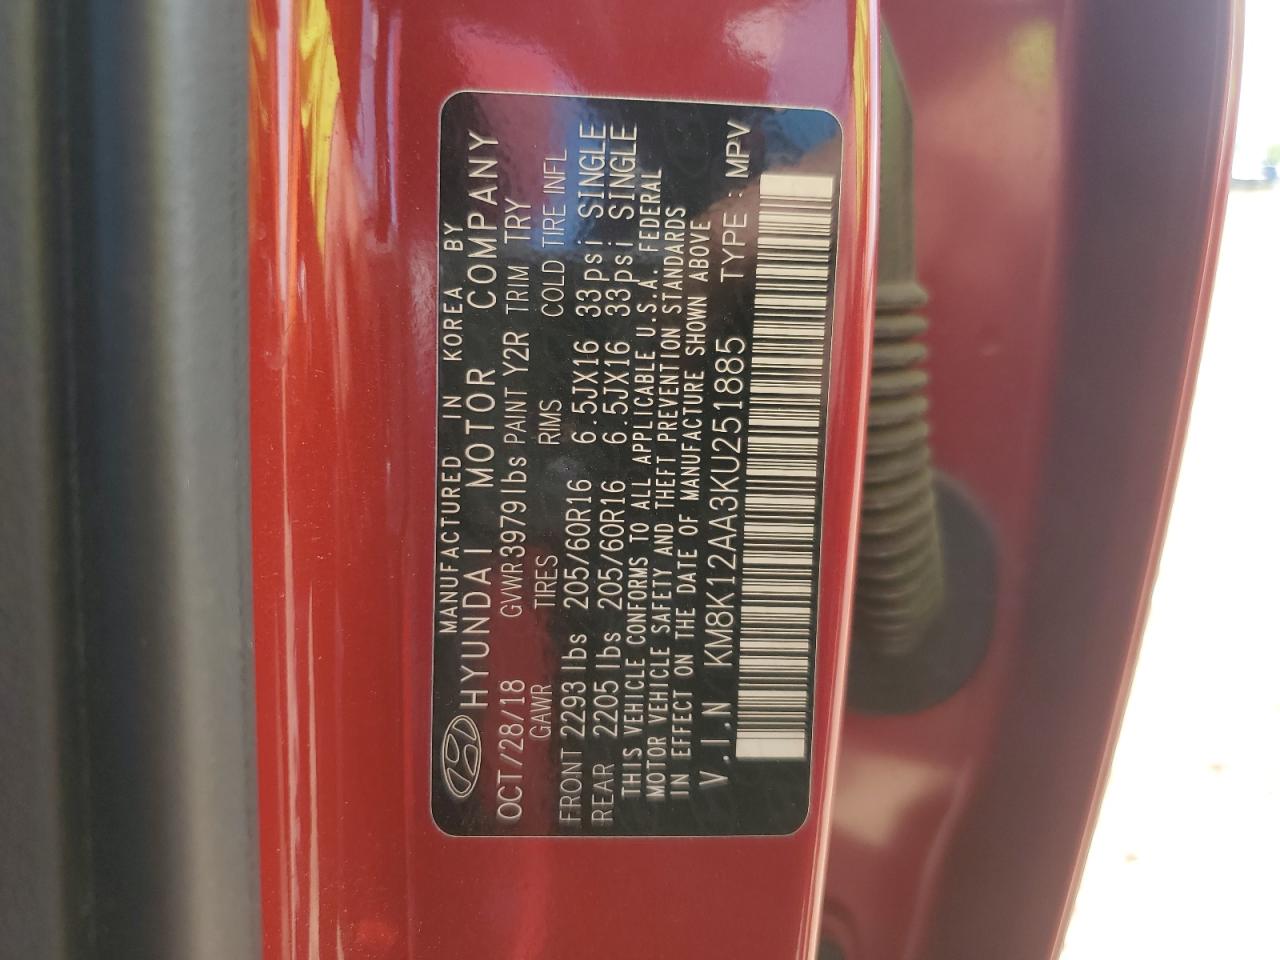 MANUFACTURED IN KOREA BY
HYUNDAI MOTOR COMPANY
OCT/28/18 GVWR 3979lbs PAINT Y2R TRIM TRY
GAWR TIRES RIMS COLD TIRE INFL
FRONT 2293 lbs 205/60R16 6.5JX16 33psi SINGLE
REAR 2205 lbs 205/60R16 6.5JX16 33psi SINGLE
THIS VEHICLE CONFORMS TO ALL APPLICABLE U.S.A. FEDERAL
MOTOR VEHICLE SAFETY AND THEFT PREVENTION STANDARDS
IN EFFECT ON THE DATE OF MANUFACTURE SHOWN ABOVE
V.I.N KM8K12AA3KU251885 TYPE : MPV